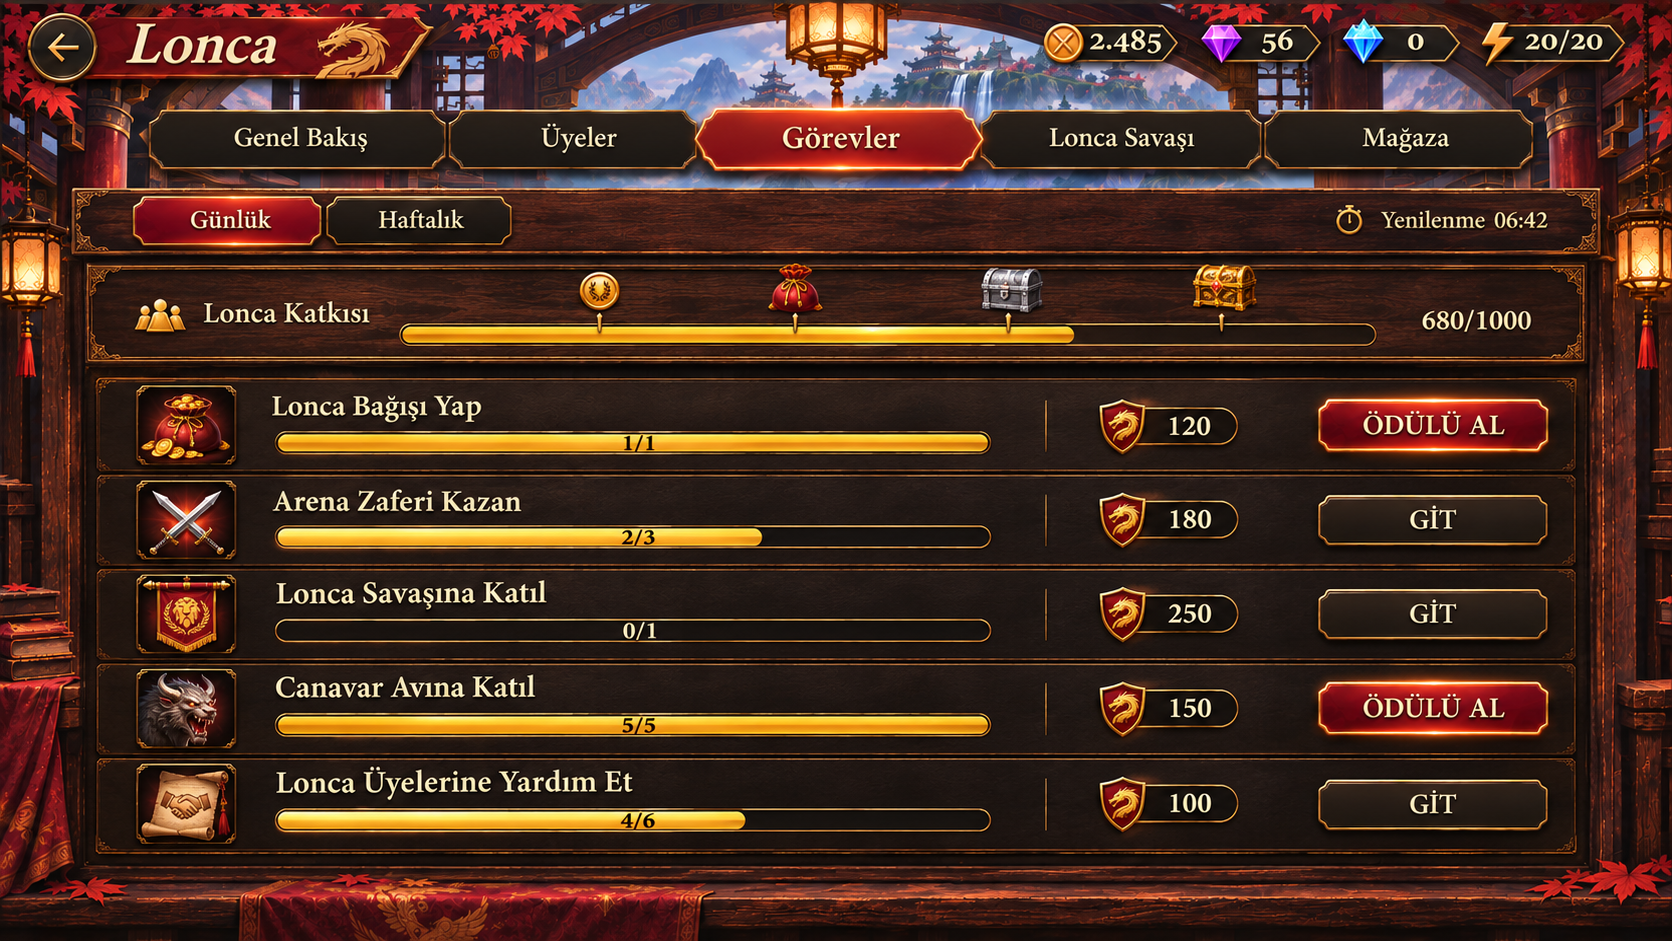 Lonca
2.485
56
0
20/20
Genel Bakış
Üyeler
Görevler
Lonca Savaşı
Mağaza
Günlük
Haftalık
Yenilenme 06:42
Lonca Katkısı
680/1000
Lonca Bağışı Yap
1/1
120
ÖDÜLÜ AL
Arena Zaferi Kazan
2/3
180
GİT
Lonca Savaşına Katıl
0/1
250
GİT
Canavar Avına Katıl
5/5
150
ÖDÜLÜ AL
Lonca Üyelerine Yardım Et
4/6
100
GİT